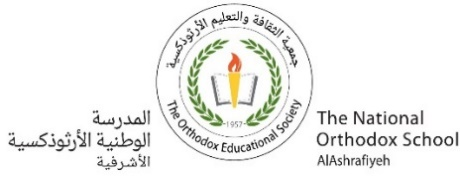 جمعية الثقافة والتعليم الأرثوذكسية
المدرسة
الوطنية الأرثوذكسية
الأشرفية
-1957-
The Orthodox Educational Society
The National
Orthodox School
AlAshrafiyeh